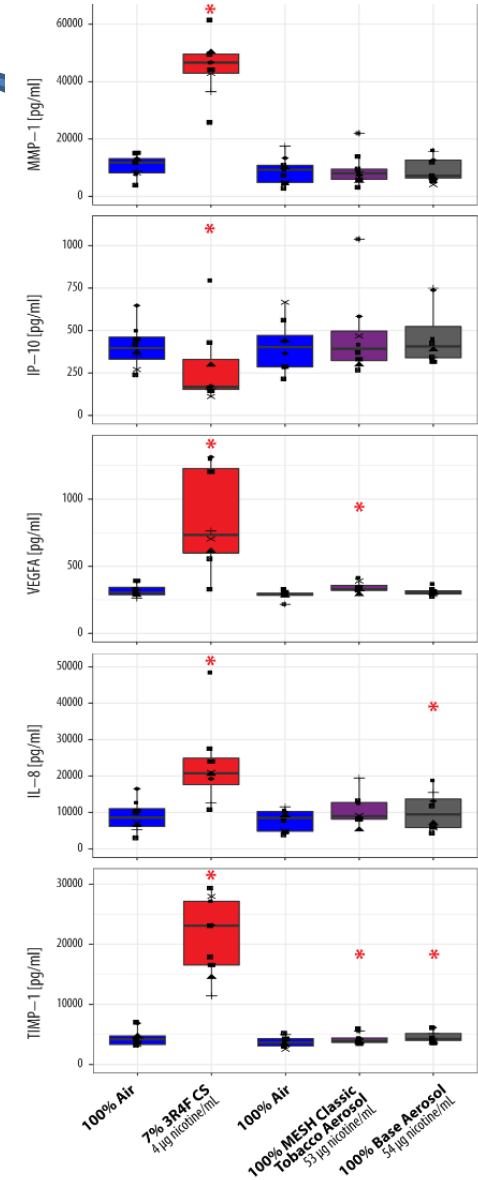 MMP–1 [pg/ml]
60000
*
40000
20000
0
IP–10 [pg/ml]
1000
*
750
500
250
0
VEGFA [pg/ml]
*
1000
*
500
0
IL–8 [pg/ml]
50000
*
40000
*
30000
20000
10000
0
TIMP–1 [pg/ml]
30000
*
20000
*
*
10000
0
100% Air
7% 3R4F CS
4 µg nicotine/mL
100% Air
100% MESH Classic
Tobacco Aerosol
53 µg nicotine/mL
100% Base Aerosol
54 µg nicotine/mL